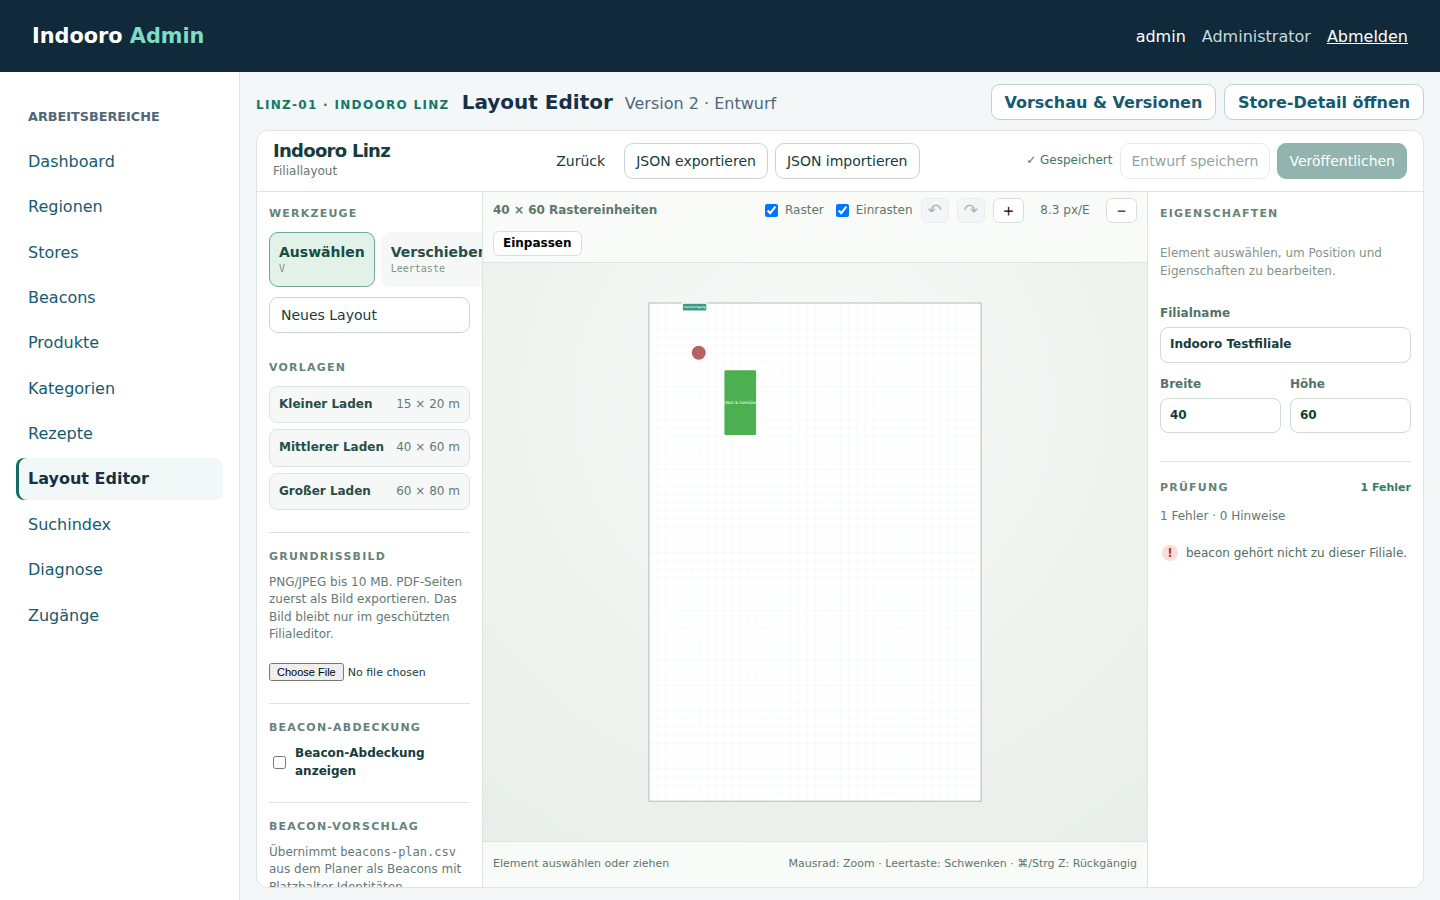 Indooro Admin
admin Administrator Abmelden
ARBEITSBEREICHE
Dashboard
Regionen
Stores
Beacons
Produkte
Kategorien
Rezepte
Layout Editor
Suchindex
Diagnose
Zugänge
LINZ-01 · INDOORO LINZ Layout Editor Version 2 · Entwurf
Vorschau & Versionen Store-Detail öffnen
Indooro Linz
Filiallayout
Zurück JSON exportieren JSON importieren
✓ Gespeichert Entwurf speichern Veröffentlichen
WERKZEUGE
Auswählen
V
Verschieben
Leertaste
Neues Layout
VORLAGEN
Kleiner Laden 15 × 20 m
Mittlerer Laden 40 × 60 m
Großer Laden 60 × 80 m
GRUNDRISSBILD
PNG/JPEG bis 10 MB. PDF-Seiten
zuerst als Bild exportieren. Das
Bild bleibt nur im geschützten
Filialeditor.
Choose File No file chosen
BEACON-ABDECKUNG
Beacon-Abdeckung
anzeigen
BEACON-VORSCHLAG
Übernimmt beacons-plan.csv
aus dem Planer als Beacons mit
Platzhalter Identitäten
40 × 60 Rastereinheiten
Raster Einrasten ↶ ↷ + 8.3 px/E −
Einpassen
Obst & Gemüse
Element auswählen oder ziehen
Mausrad: Zoom · Leertaste: Schwenken · ⌘/Strg Z: Rückgängig
EIGENSCHAFTEN
Element auswählen, um Position und
Eigenschaften zu bearbeiten.
Filialname
Indooro Testfiliale
Breite Höhe
40 60
PRÜFUNG 1 Fehler
1 Fehler · 0 Hinweise
! beacon gehört nicht zu dieser Filiale.